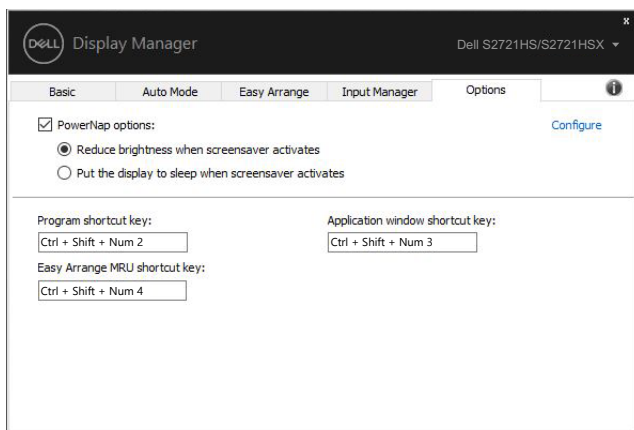 x
DELL Display Manager Dell S2721HS/S2721HSX
Basic Auto Mode Easy Arrange Input Manager Options i
PowerNap options: Configure
Reduce brightness when screensaver activates
Put the display to sleep when screensaver activates
Program shortcut key: Application window shortcut key:
Ctrl + Shift + Num 2 Ctrl + Shift + Num 3
Easy Arrange MRU shortcut key:
Ctrl + Shift + Num 4